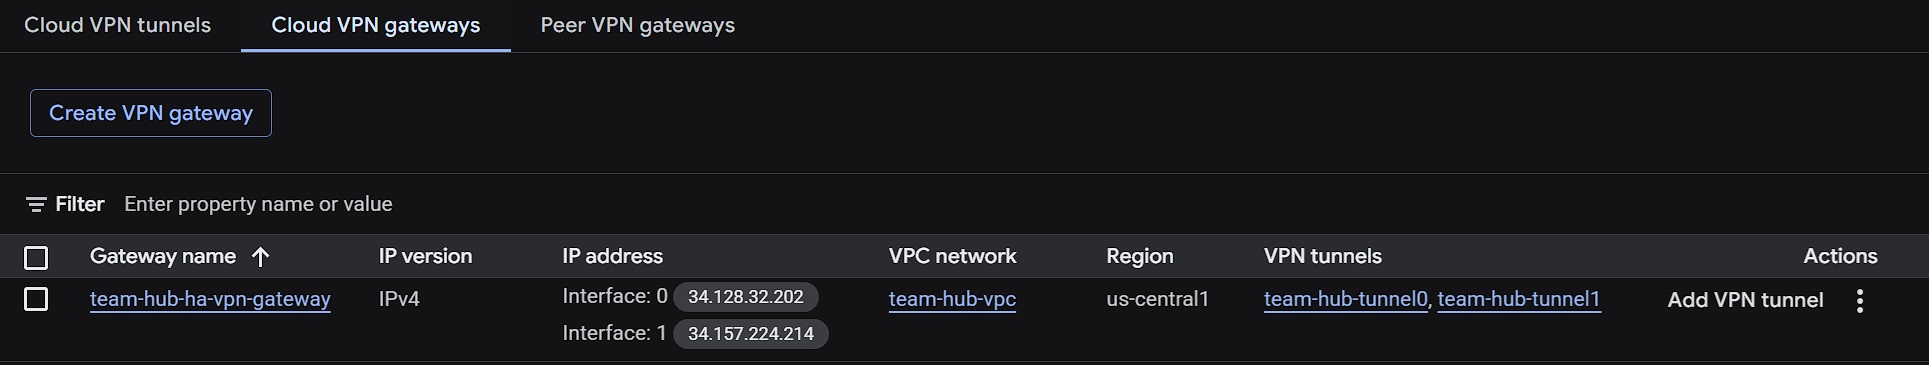 Cloud VPN tunnels Cloud VPN gateways Peer VPN gateways
Create VPN gateway
Filter Enter property name or value
Gateway name IP version IP address VPC network Region VPN tunnels Actions
team-hub-ha-vpn-gateway IPv4 Interface: 0 34.128.32.202 team-hub-vpc us-central1 team-hub-tunnel0, team-hub-tunnel1 Add VPN tunnel
Interface: 1 34.157.224.214